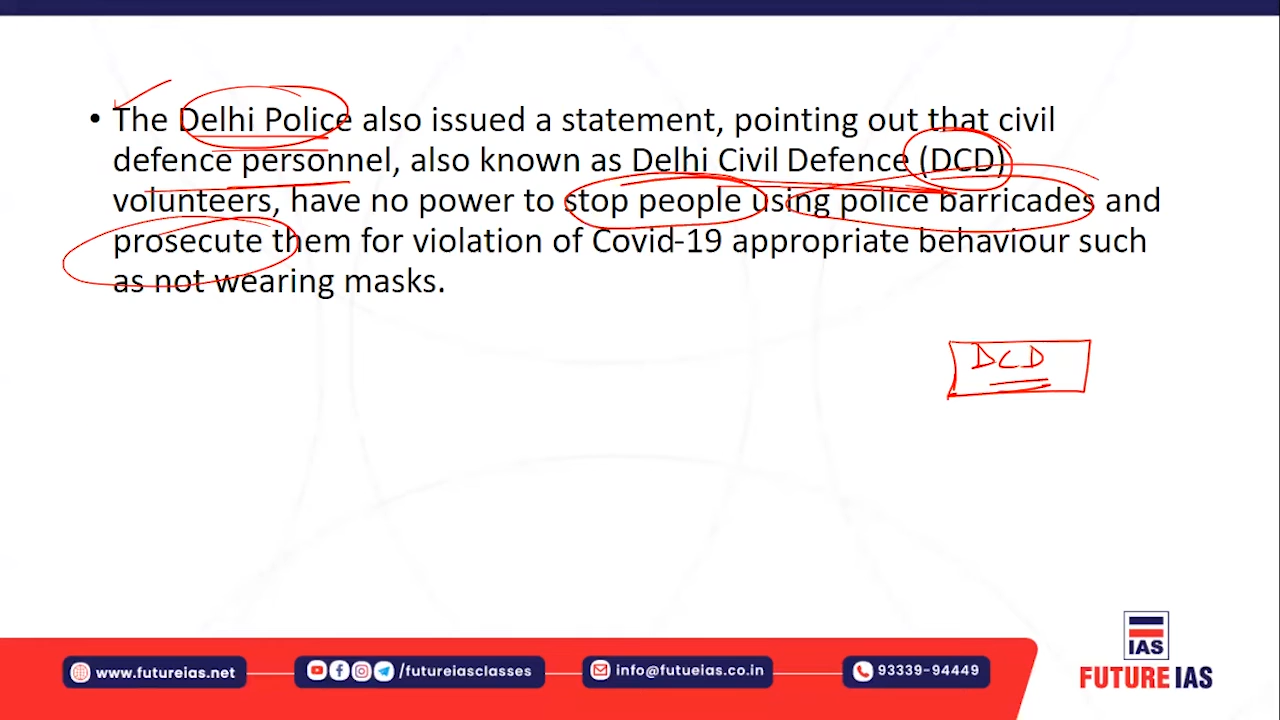 • The Delhi Police also issued a statement, pointing out that civil
defence personnel, also known as Delhi Civil Defence (DCD)
volunteers, have no power to stop people using police barricades and
prosecute them for violation of Covid-19 appropriate behaviour such
as not wearing masks.
DCD
IAS
FUTURE IAS
www.futureias.net
/futureiasclasses
info@futueias.co.in
93339-94449